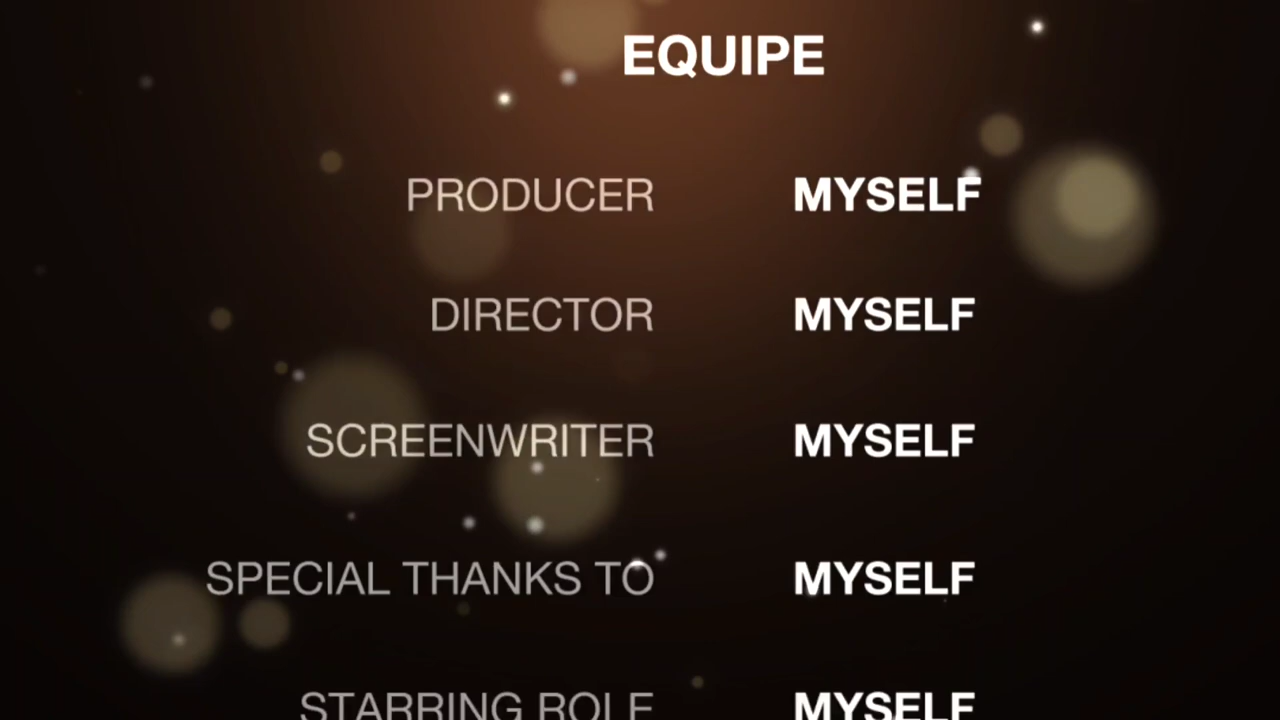 EQUIPE
PRODUCER MYSELF
DIRECTOR MYSELF
SCREENWRITER MYSELF
SPECIAL THANKS TO MYSELF
STARRING ROLE MYSELF